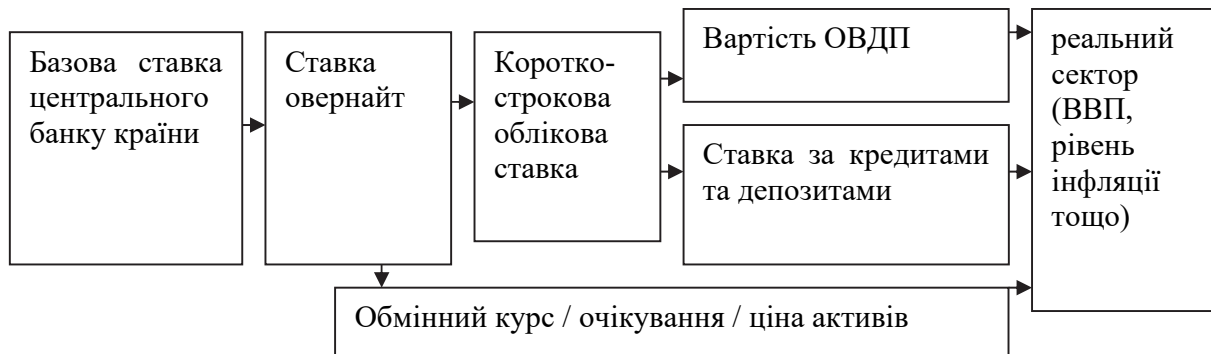 Базова ставка
центрального
банку країни
Ставка
овернайт
Коротко-
строкова
облікова
ставка
Вартість ОВДП
Ставка за кредитами
та депозитами
реальний
сектор
(ВВП,
рівень
інфляції
тощо)
Обмінний курс / очікування / ціна активів